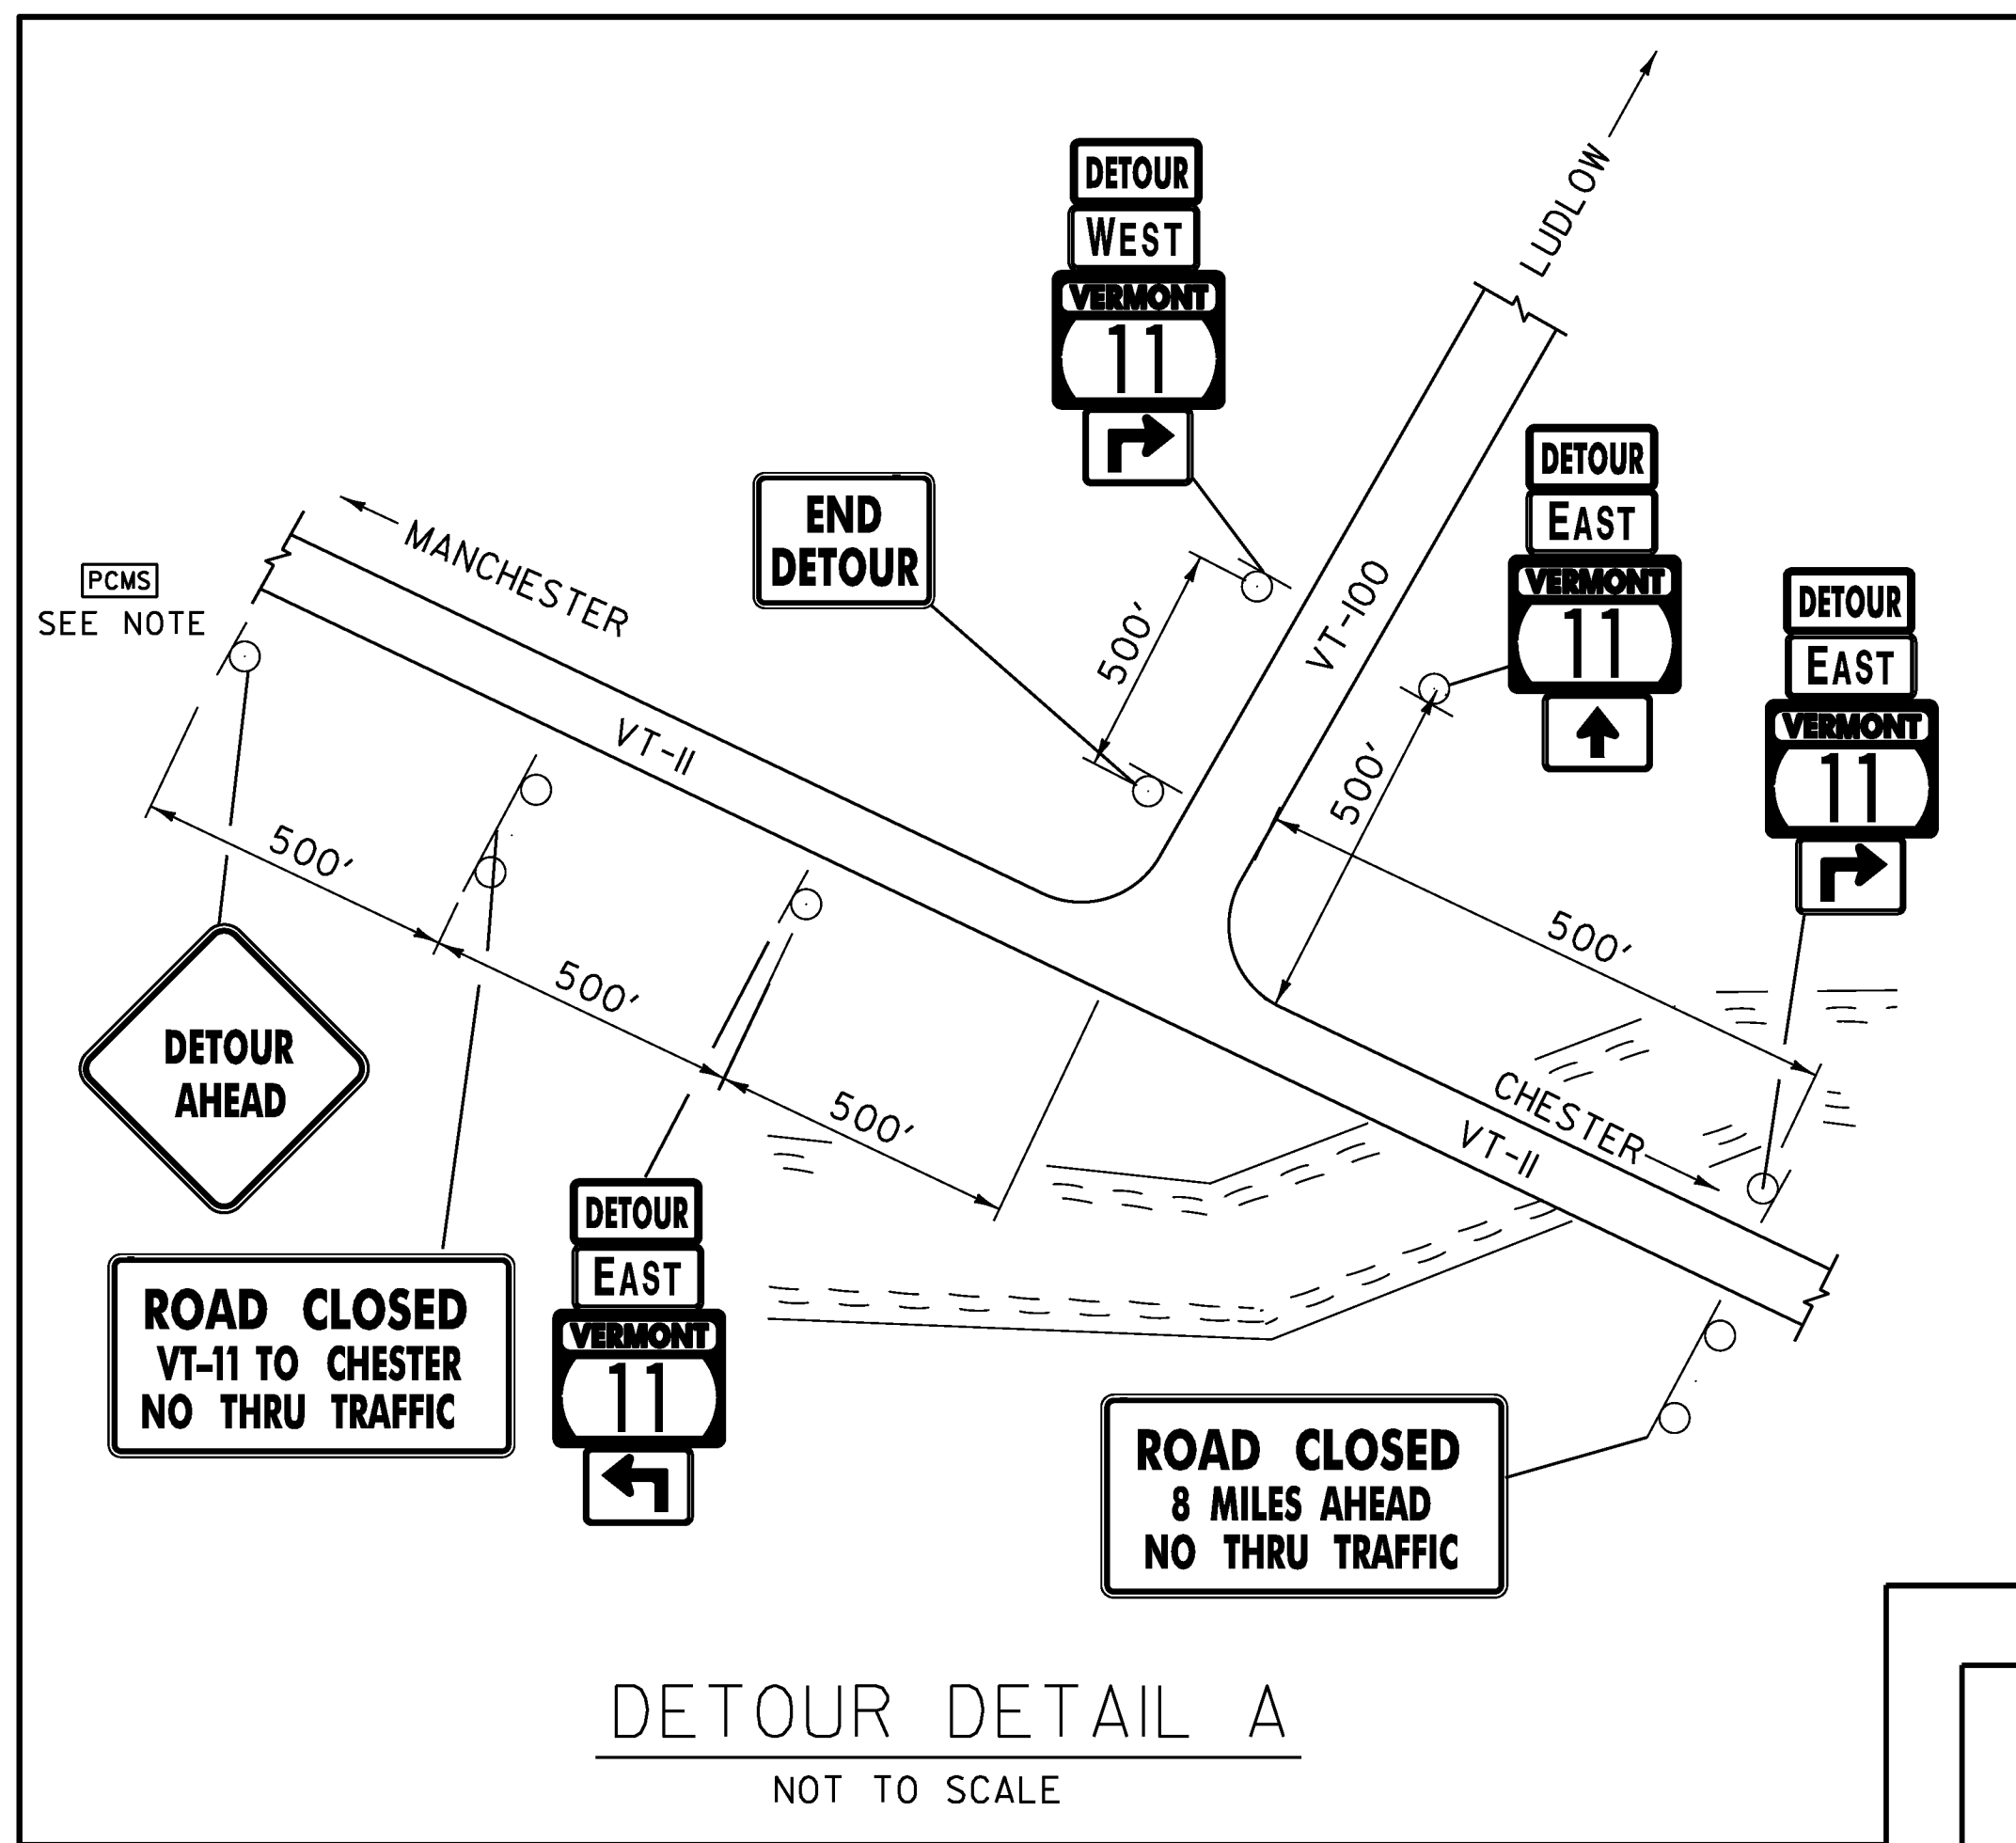 LUDLOW
DETOUR
WEST
VERMONT
11
DETOUR
EAST
VERMONT
11
END
DETOUR
MANCHESTER
PCMS
SEE NOTE
500'
VT-100
DETOUR
EAST
VERMONT
11
VT-11
500'
500'
500'
500'
DETOUR
AHEAD
500'
CHESTER
VT-11
DETOUR
EAST
VERMONT
11
ROAD CLOSED
VT-11 TO CHESTER
NO THRU TRAFFIC
ROAD CLOSED
8 MILES AHEAD
NO THRU TRAFFIC
DETOUR DETAIL A
NOT TO SCALE